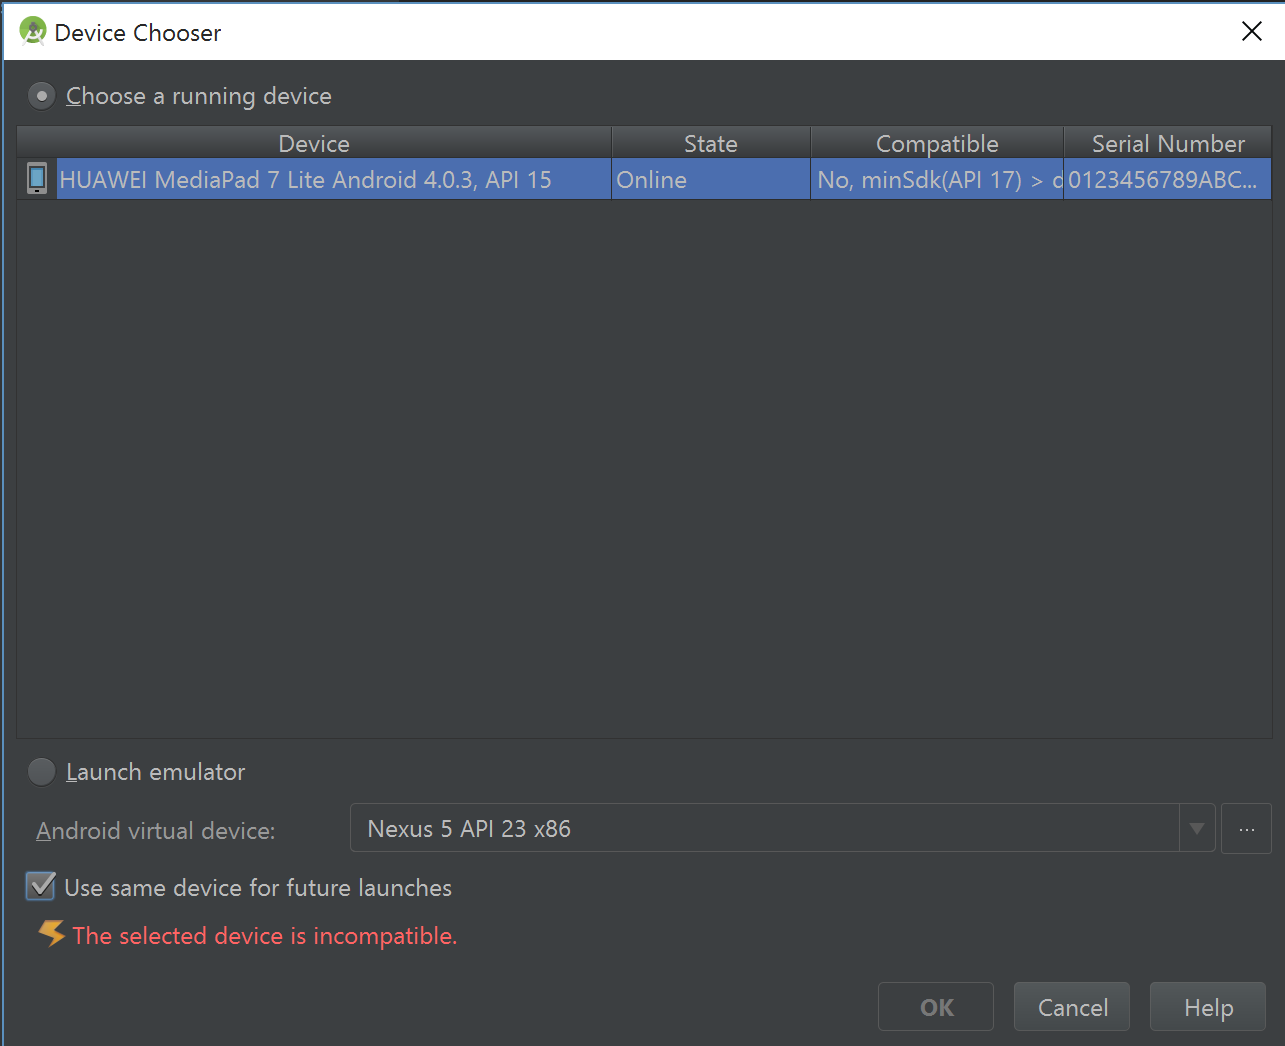 Device Chooser
Choose a running device
Device State Compatible Serial Number
HUAWEI MediaPad 7 Lite Android 4.0.3, API 15 Online No, minSdk(API 17) > d 0123456789ABC...
Launch emulator
Android virtual device: Nexus 5 API 23 x86 ...
Use same device for future launches
The selected device is incompatible.
OK Cancel Help